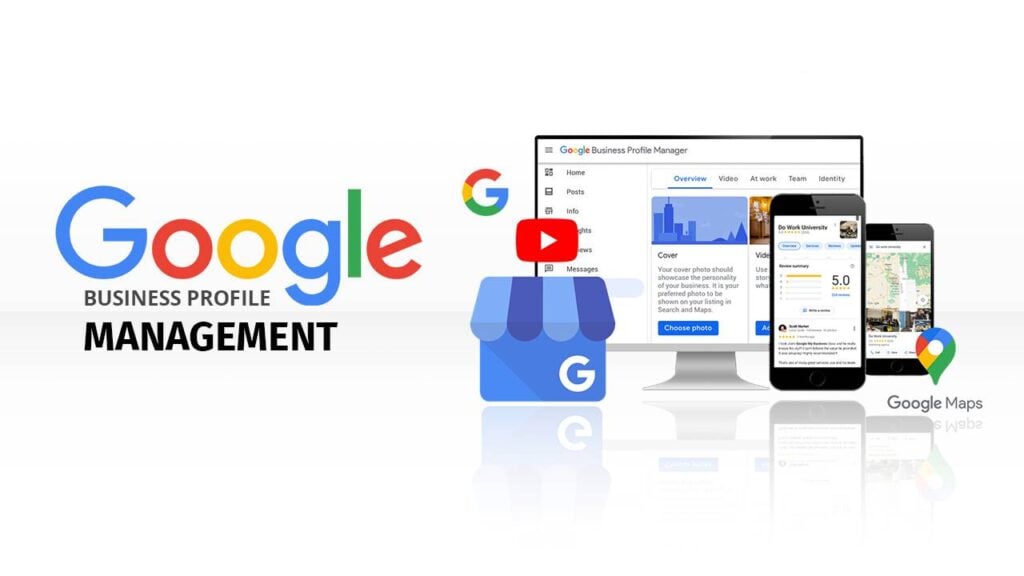 Google
BUSINESS PROFILE
MANAGEMENT
G
G
Google Business Profile Manager
Home
Posts
Info
Messages
Overview Video At work Team Identity
Cover
Your cover photo should
showcase the personality
of your business. It is your
preferred photo to be
shown on your listing in
Search and Maps.
Choose photo
Do Work University
Overview
Services
Reviews
Review summary
5.0
Write a review
Google Maps